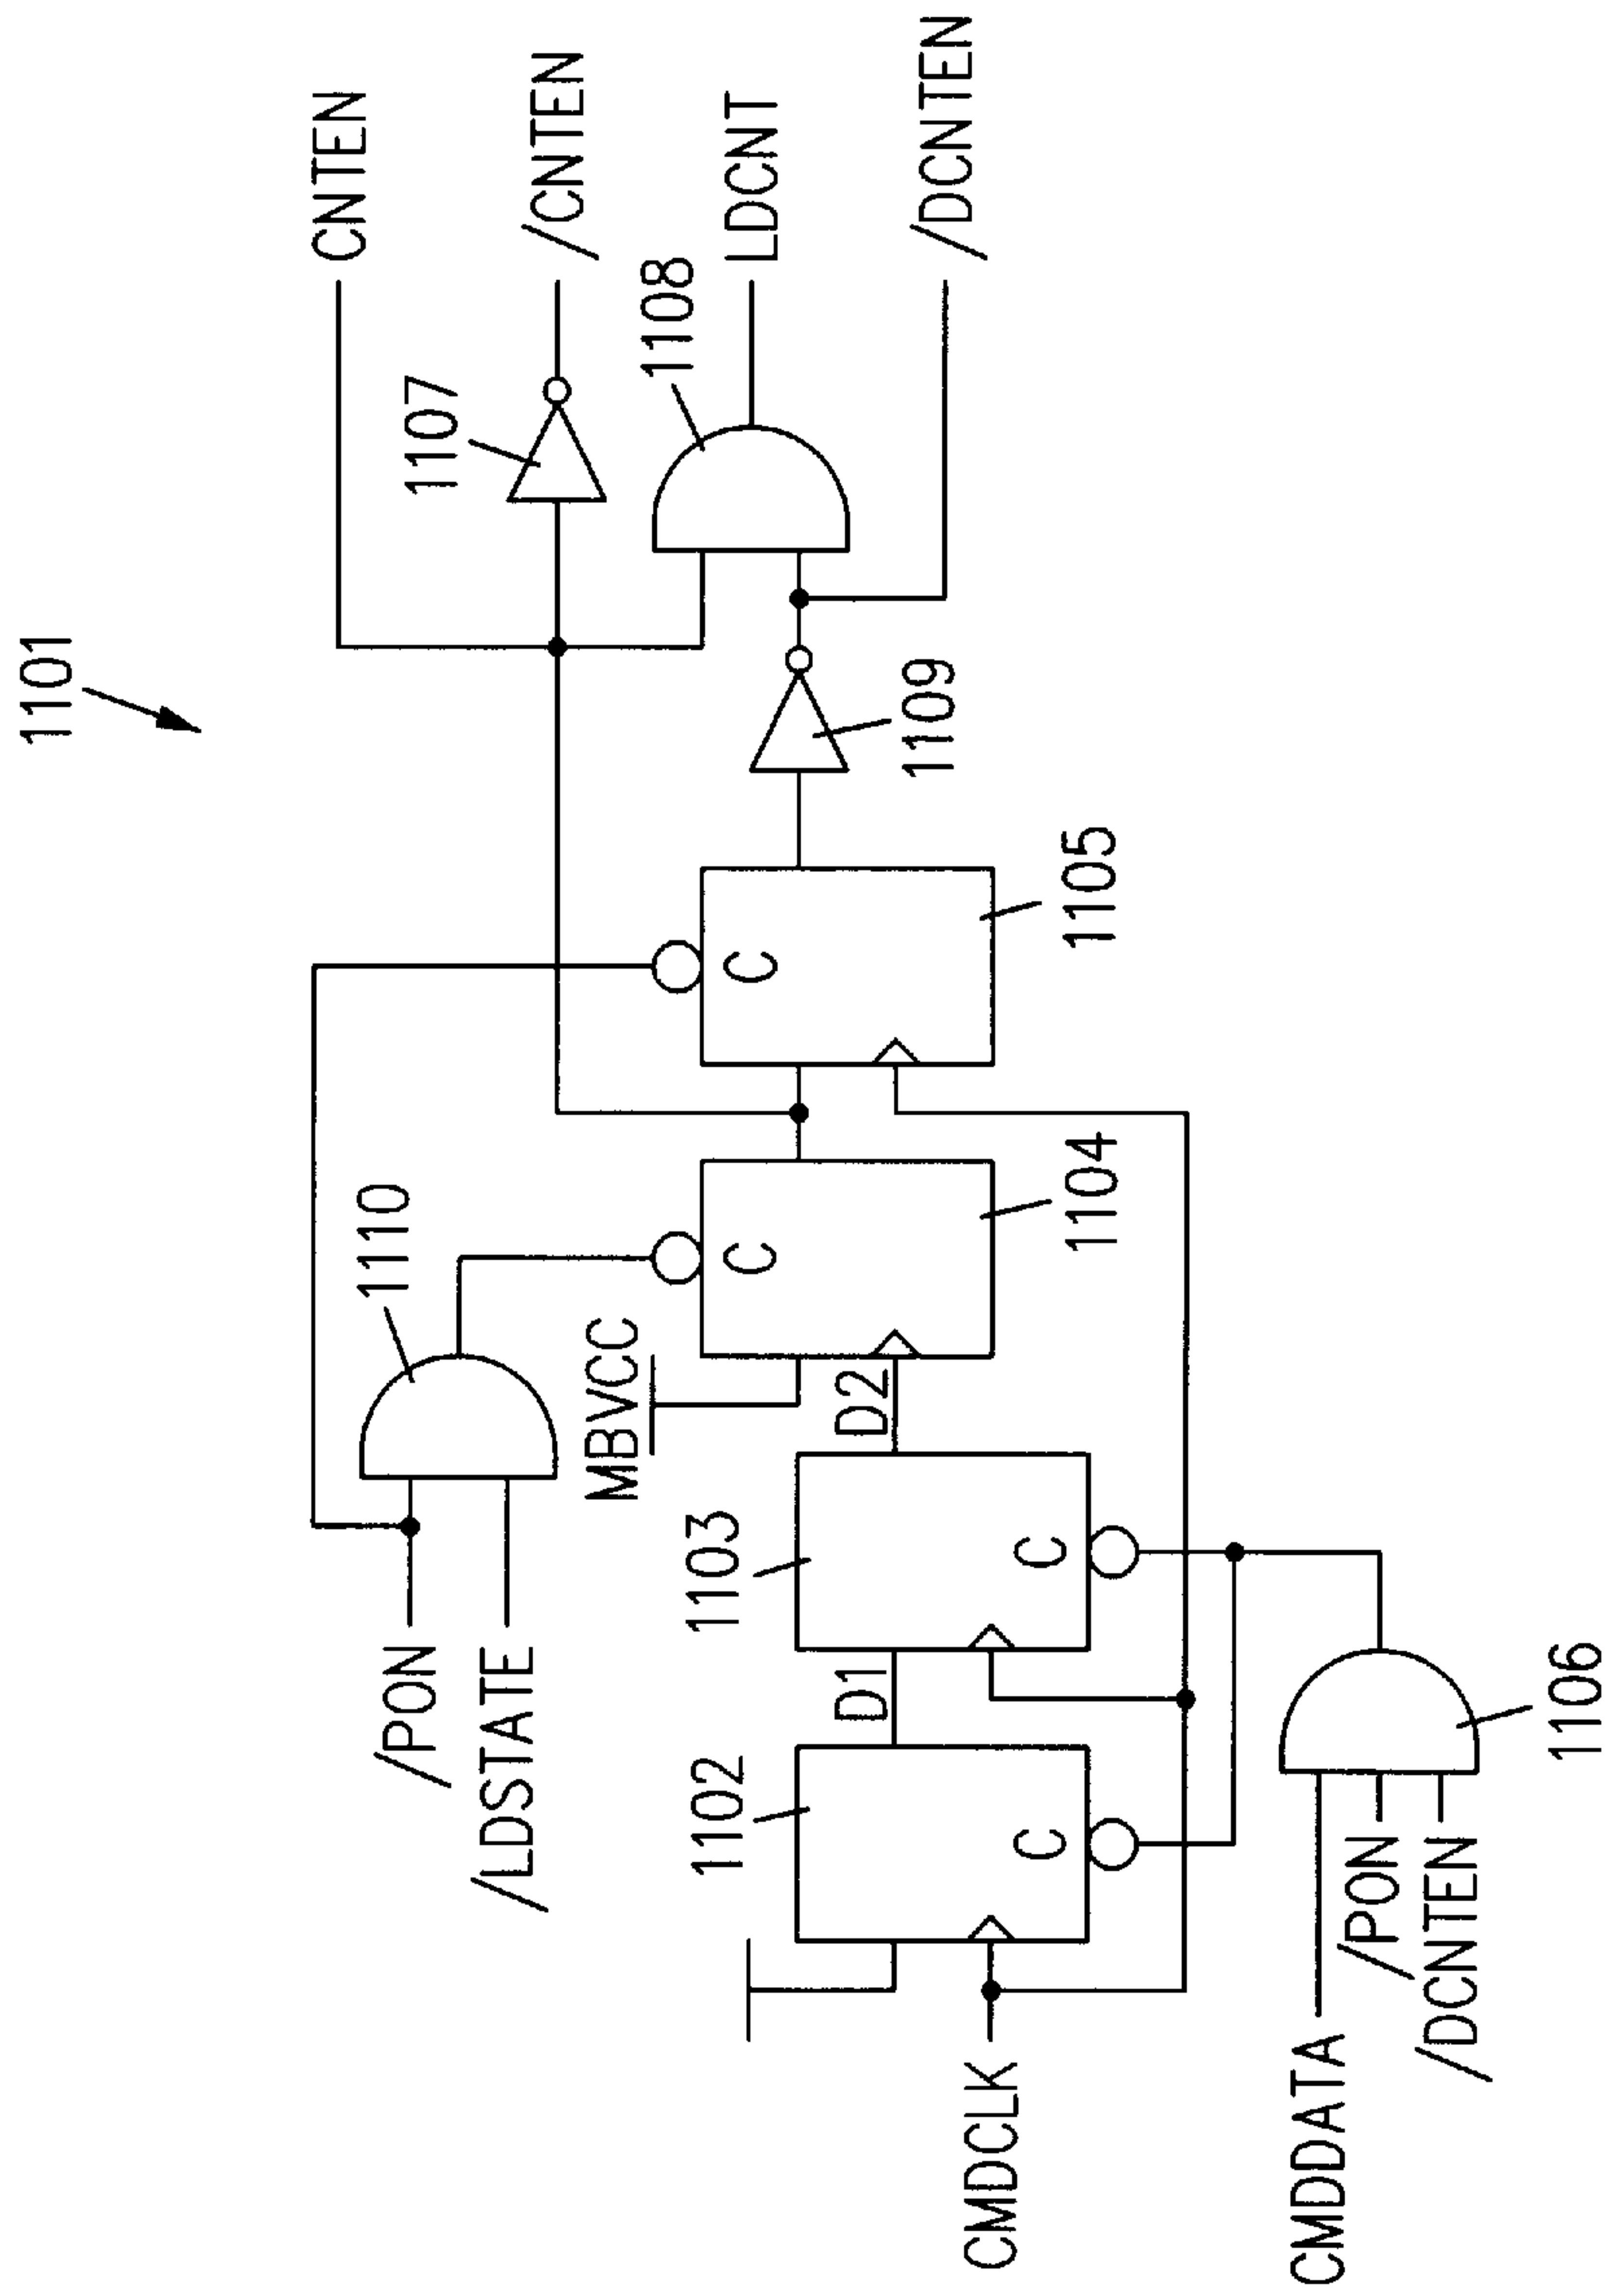 1101
CNTEN
/CNTEN
LDCNT
/DCNTEN
1107
1108
1109
1110
/PON
/LDSTATE
MBVCC
C
1105
C
1104
D2
1103
C
D1
1102
C
CMDCLK
CMDDATA
/PON
/DCNTEN
1106